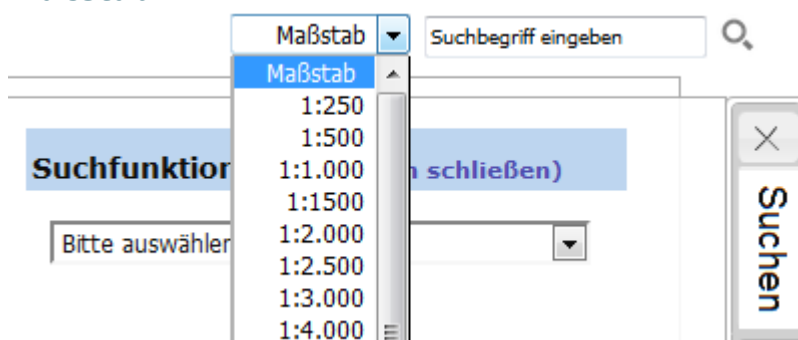 Maßstab
Suchbegriff eingeben
Maßstab
1:250
1:500
1:1.000
1:1500
1:2.000
1:2.500
1:3.000
1:4.000
Suchfunktion
schließen)
Bitte auswählen
Suchen